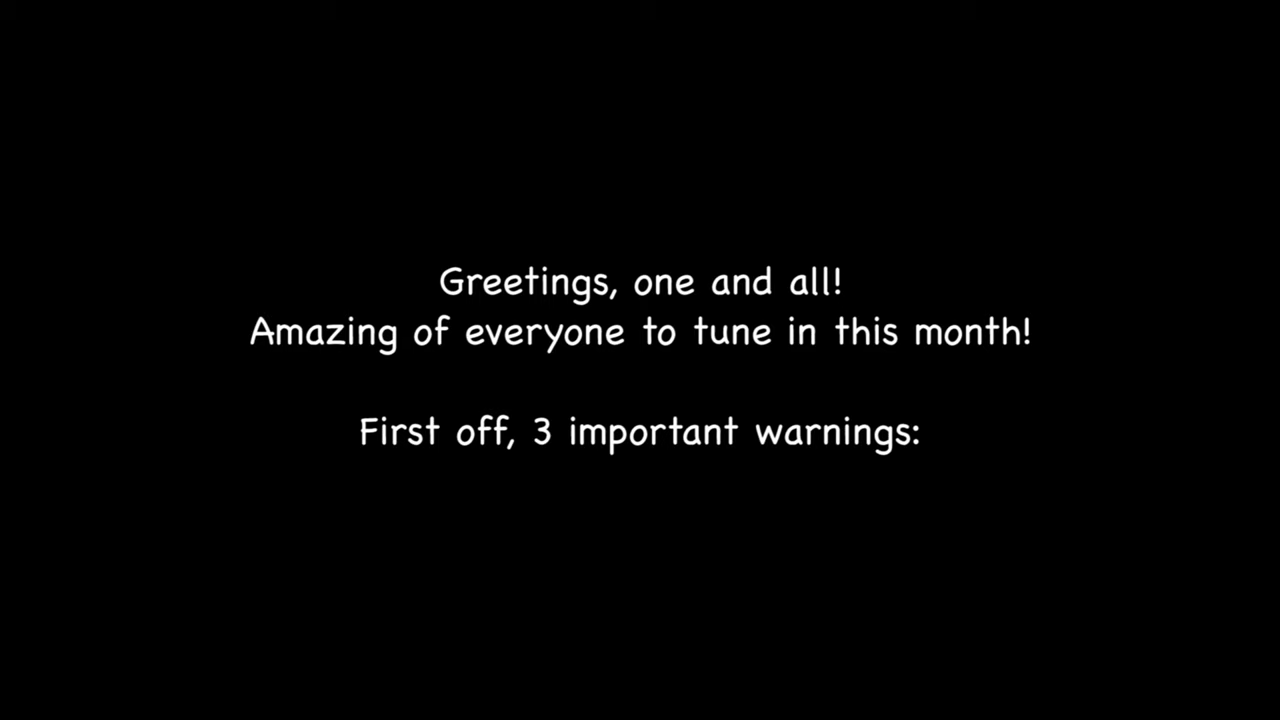 Greetings, one and all!
Amazing of everyone to tune in this month!
First off, 3 important warnings: